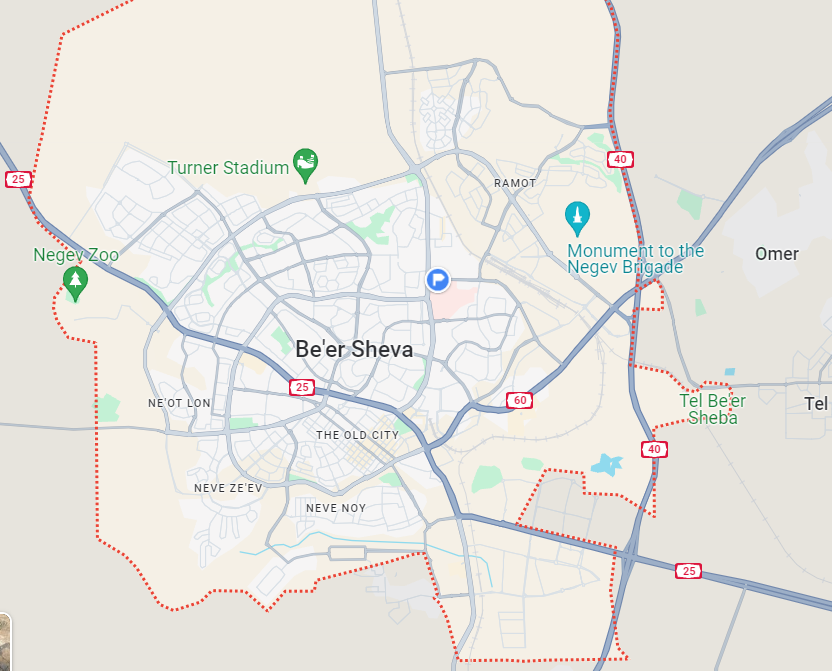 40
Turner Stadium
25
RAMOT
Monument to the
Negev Brigade
Omer
Negev Zoo
Be'er Sheva
25
60
NE'OT LON
Tel Be'er
Sheba
Tel
THE OLD CITY
40
NEVE ZE'EV
NEVE NOY
25